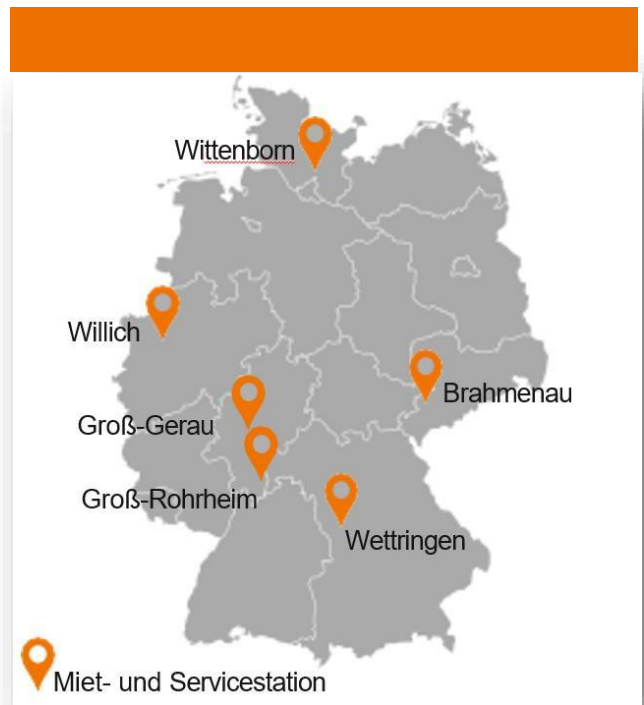 Wittenborn
Willich
Brahmenau
Groß-Gerau
Groß-Rohrheim
Wettringen
Miet- und Servicestation